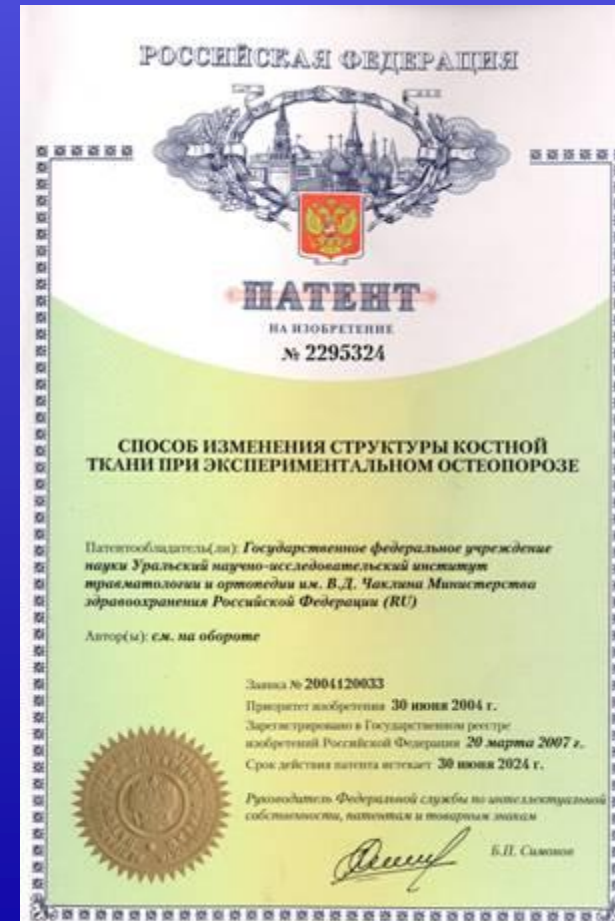 РОССИЙСКАЯ ФЕДЕРАЦИЯ
ПАТЕНТ
НА ИЗОБРЕТЕНИЕ
№ 2295324
СПОСОБ ИЗМЕНЕНИЯ СТРУКТУРЫ КОСТНОЙ
ТКАНИ ПРИ ЭКСПЕРИМЕНТАЛЬНОМ ОСТЕОПОРОЗЕ
Патентообладатель(ли): Государственное федеральное учреждение
науки Уральский научно-исследовательский институт
травматологии и ортопедии им. В.Д. Чаклина Министерства
здравоохранения Российской Федерации (RU)
Автор(ы): см. на обороте
Заявка № 2004120033
Приоритет изобретения 30 июня 2004 г.
Зарегистрировано в Государственном реестре
изобретений Российской Федерации 20 марта 2007 г.
Срок действия патента истекает 30 июня 2024 г.
Руководитель Федеральной службы по интеллектуальной
собственности, патентам и товарным знакам
Б.П. Симонов